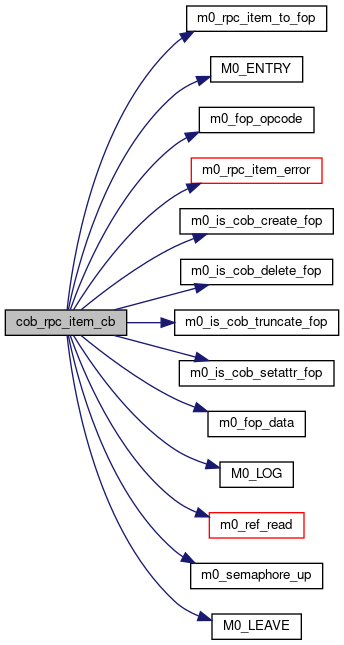 m0_rpc_item_to_fop
M0_ENTRY
m0_fop_opcode
m0_rpc_item_error
m0_is_cob_create_fop
m0_is_cob_delete_fop
cob_rpc_item_cb
m0_is_cob_truncate_fop
m0_is_cob_setattr_fop
m0_fop_data
M0_LOG
m0_ref_read
m0_semaphore_up
M0_LEAVE